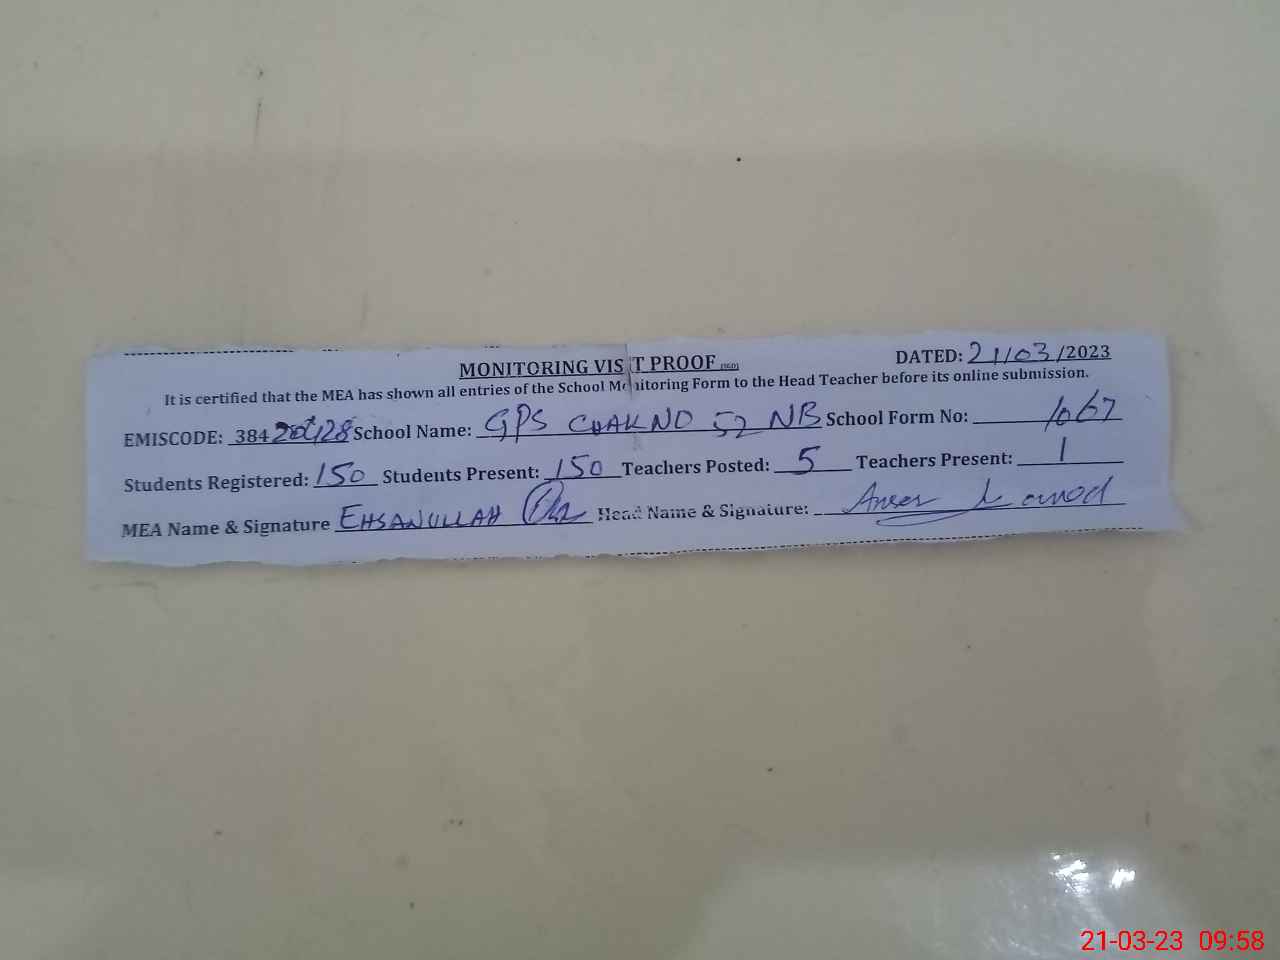 MONITORING VISIT PROOF DATED: 21/03/2023
It is certified that the MEA has shown all entries of the School Monitoring Form to the Head Teacher before its online submission.
EMISCODE: 384 School Name: GPS CHAK NO 52 NB School Form No: 1067
Students Registered: 150 Students Present: 150 Teachers Posted: 5 Teachers Present: 1
MEA Name & Signature EHSANULLAH Head Name & Signature:
21-03-23 09:58